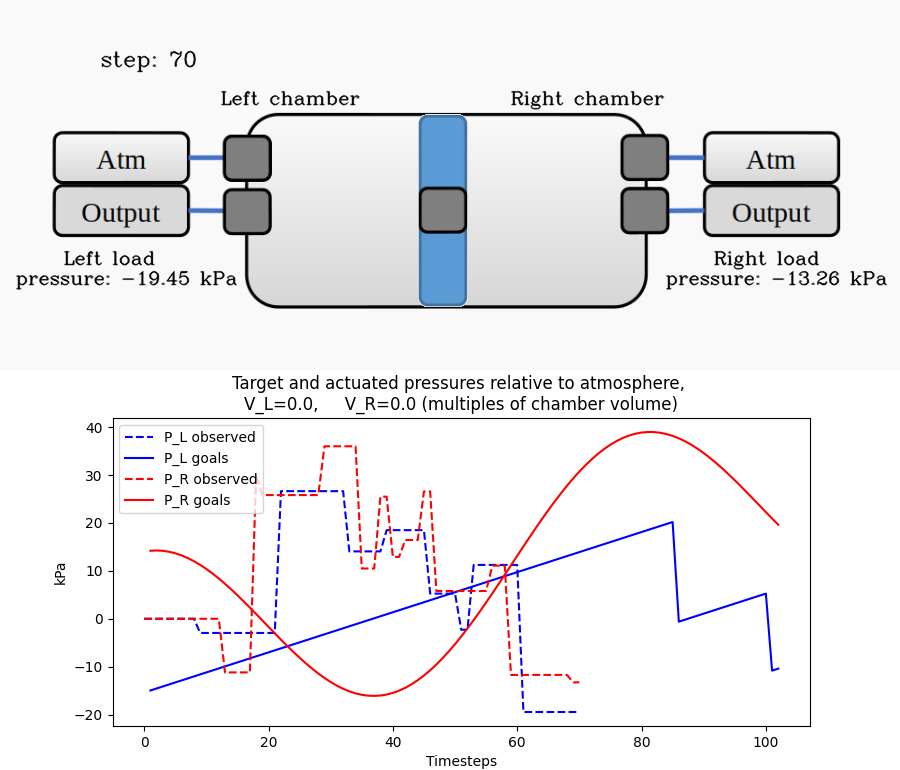 step: 70
Left chamber
Right chamber
Atm
Atm
Output
Output
Left load
pressure: −19.45 kPa
Right load
pressure: −13.26 kPa
Target and actuated pressures relative to atmosphere,
V_L=0.0, V_R=0.0 (multiples of chamber volume)
P_L observed
P_L goals
P_R observed
P_R goals
kPa
40
30
20
10
0
−10
−20
0
20
40
60
80
100
Timesteps